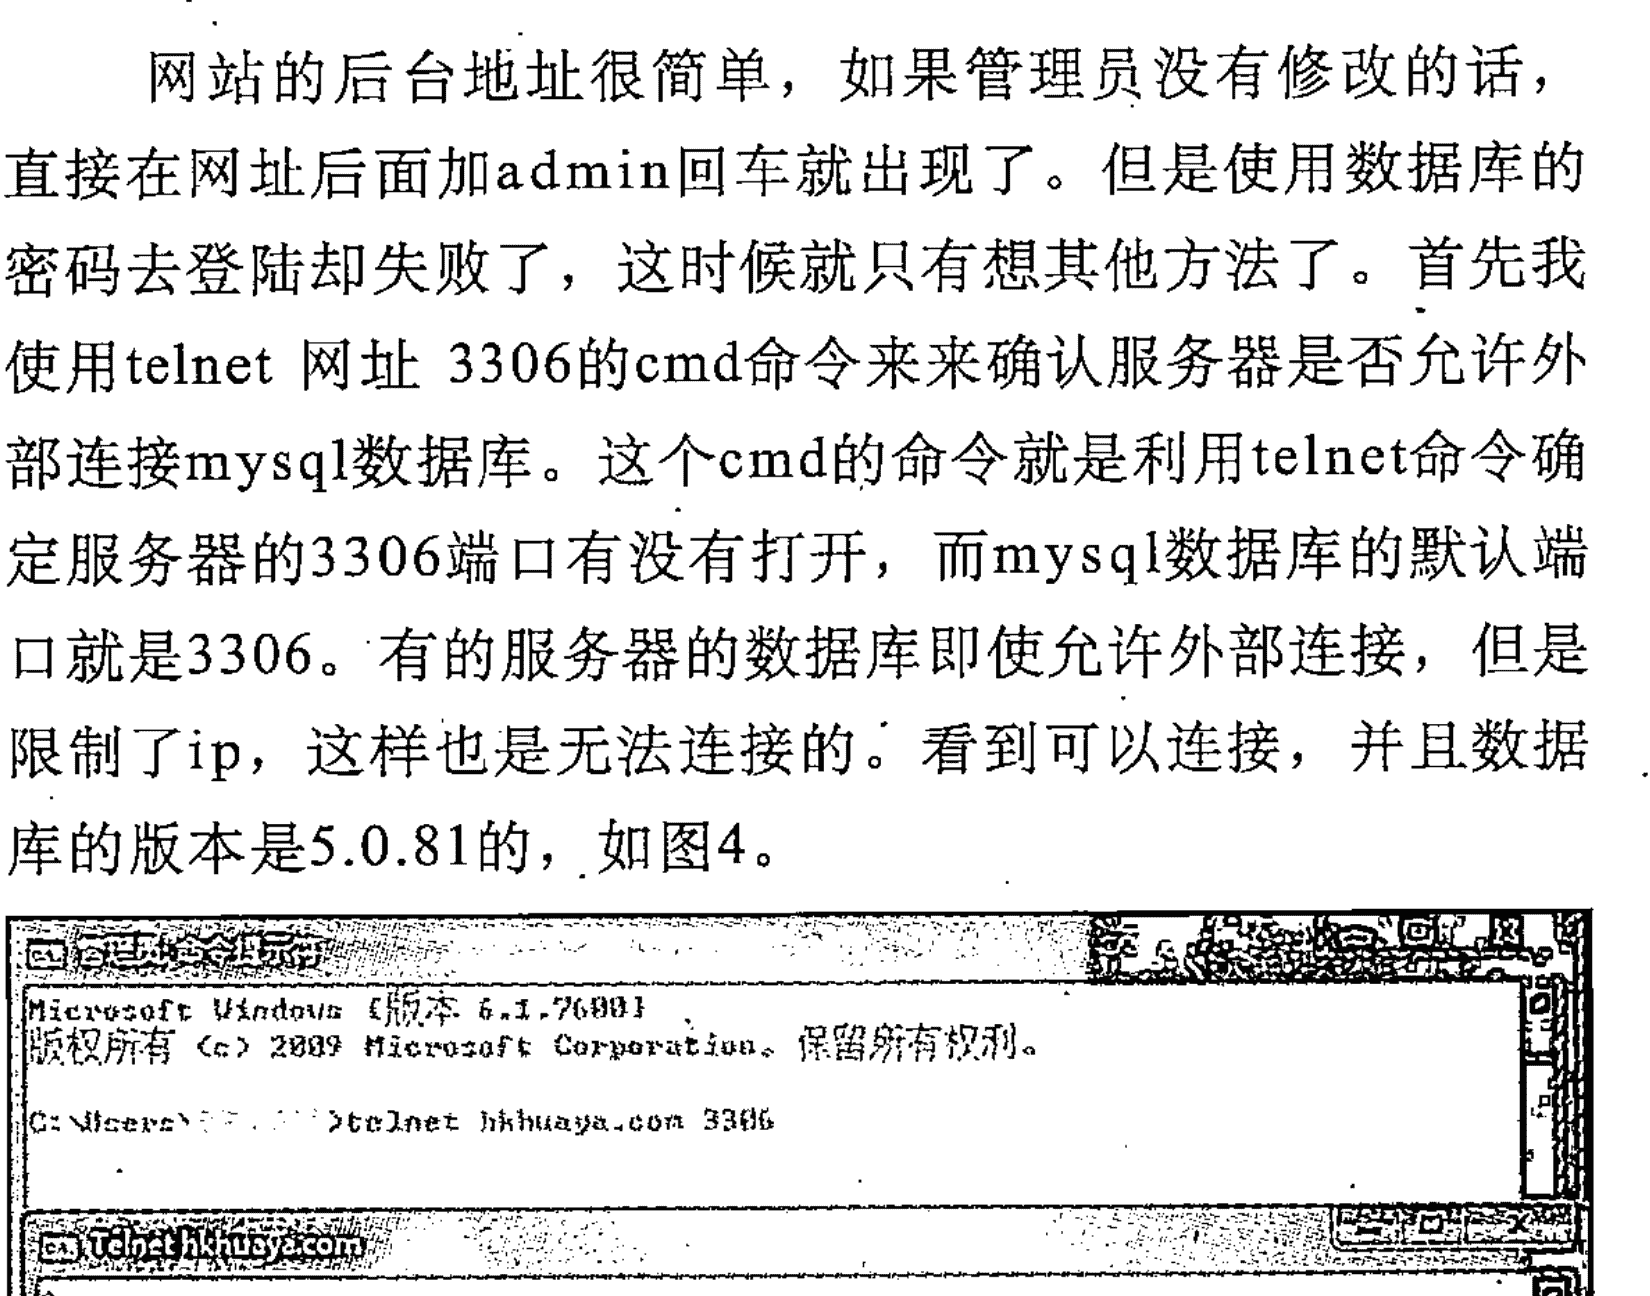 网站的后台地址很简单，如果管理员没有修改的话，
直接在网址后面加admin回车就出现了。但是使用数据库的
密码去登陆却失败了，这时候就只有想其他方法了。首先我
使用telnet 网址 3306的cmd命令来来确认服务器是否允许外
部连接mysql数据库。这个cmd的命令就是利用telnet命令确
定服务器的3306端口有没有打开，而mysql数据库的默认端
口就是3306。有的服务器的数据库即使允许外部连接，但是
限制了ip，这样也是无法连接的。看到可以连接，并且数据
库的版本是5.0.81的，如图4。
命令提示符
Microsoft Windows [版本 6.1.7600]
版权所有 (c) 2009 Microsoft Corporation。保留所有权利。
C:\Users\ >telnet hkhuaya.com 3306
Telnet hkhuaya.com